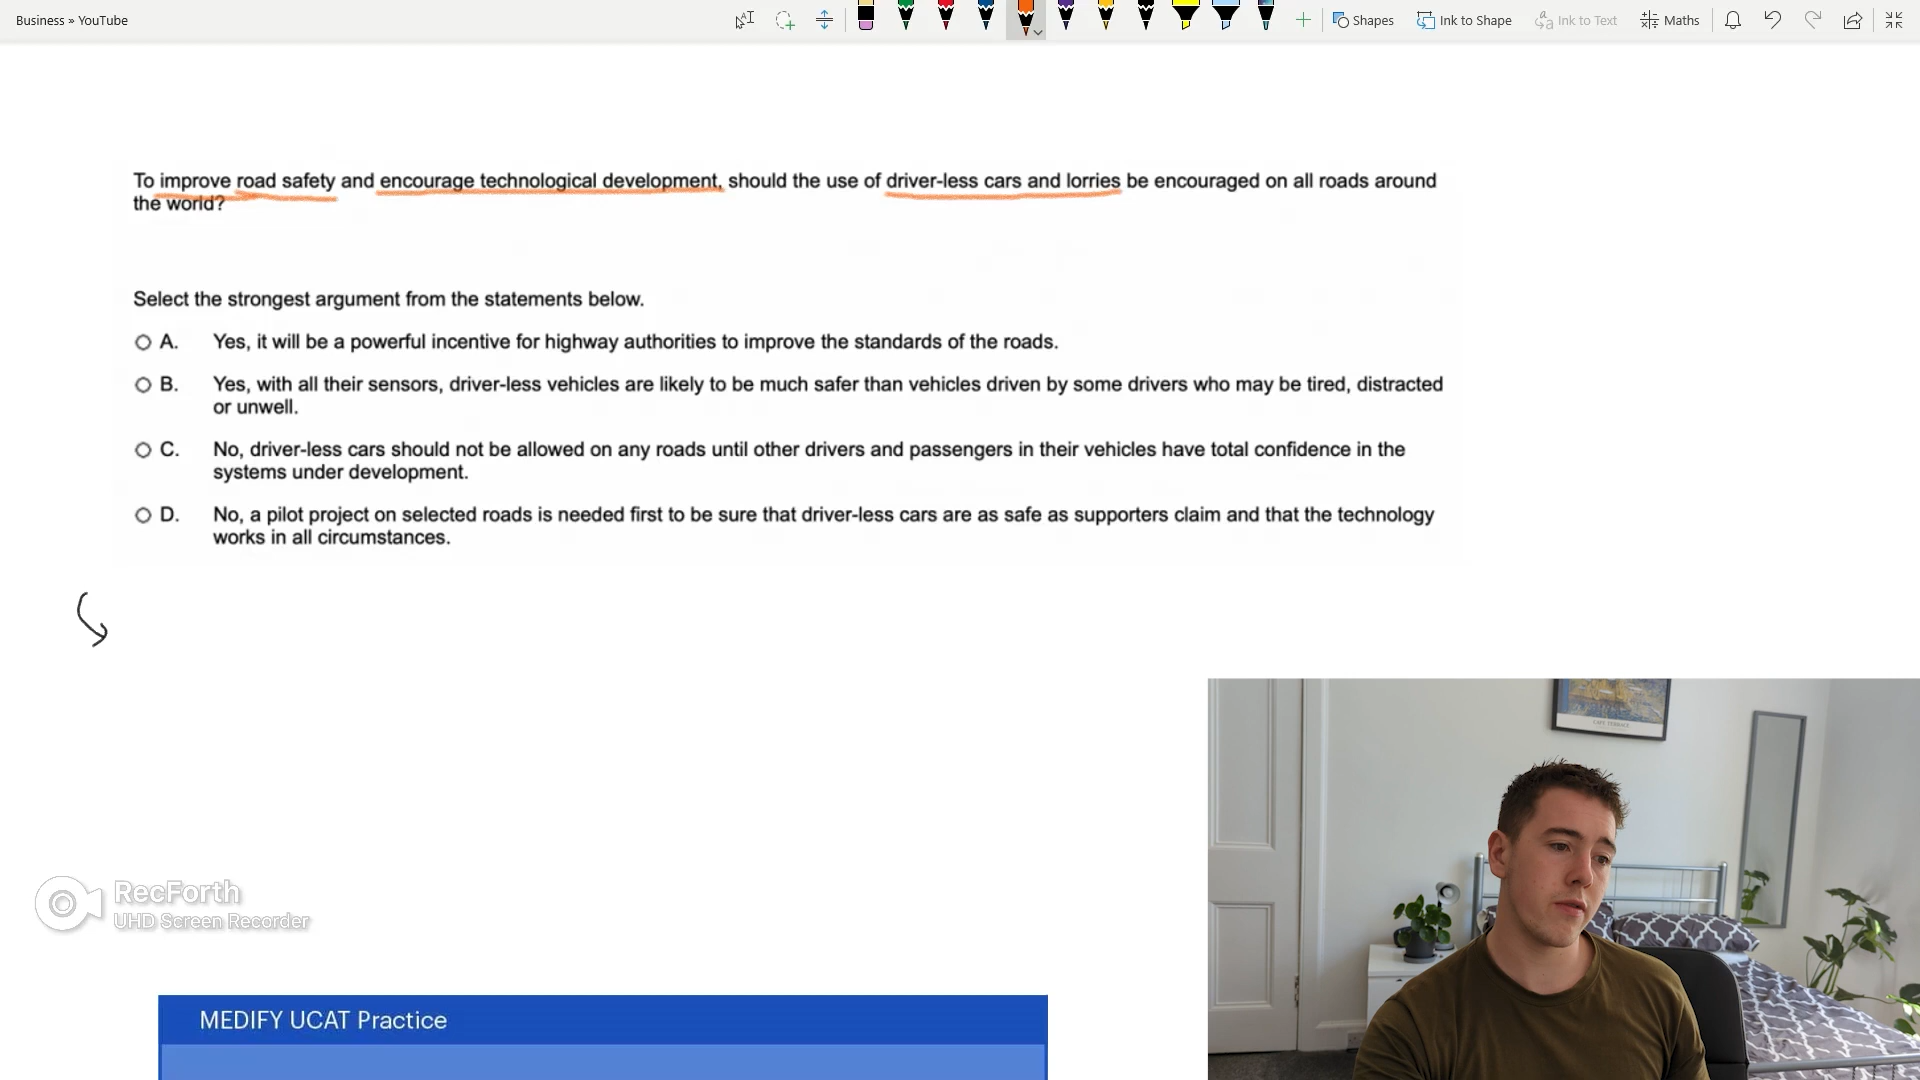 Business » YouTube
Shapes
Ink to Shape
Ink to Text
Maths
To improve road safety and encourage technological development, should the use of driver-less cars and lorries be encouraged on all roads around
the world?
Select the strongest argument from the statements below.
A. Yes, it will be a powerful incentive for highway authorities to improve the standards of the roads.
B. Yes, with all their sensors, driver-less vehicles are likely to be much safer than vehicles driven by some drivers who may be tired, distracted
or unwell.
C. No, driver-less cars should not be allowed on any roads until other drivers and passengers in their vehicles have total confidence in the
systems under development.
D. No, a pilot project on selected roads is needed first to be sure that driver-less cars are as safe as supporters claim and that the technology
works in all circumstances.
RecForth
UHD Screen Recorder
MEDIFY UCAT Practice